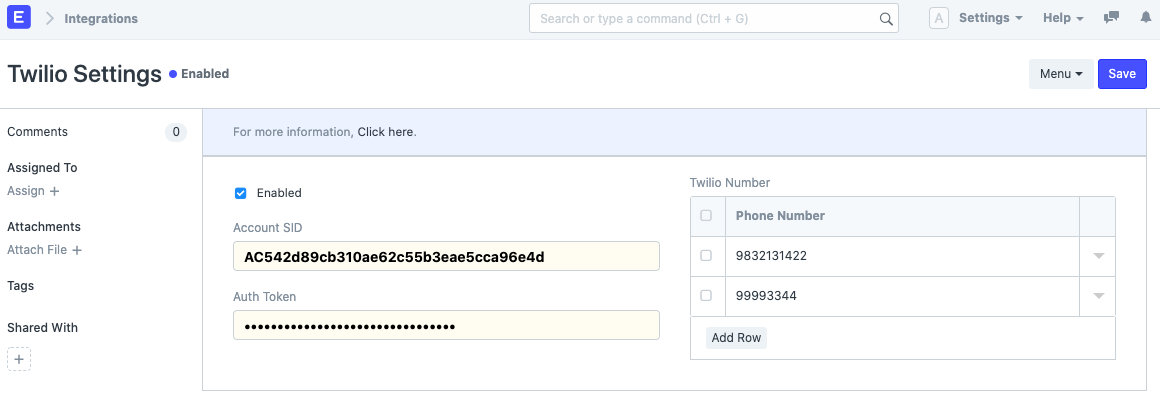 E Integrations Search or type a command (Ctrl + G) A Settings Help
Twilio Settings Enabled Menu Save
Comments 0
For more information, Click here.
Assigned To
Assign +
Attachments
Attach File +
Tags
Shared With
+
Enabled
Account SID
AC542d89cb310ae62c55b3eae5cca96e4d
Auth Token
••••••••••••••••••••••••••••••••
Twilio Number
Phone Number
9832131422
99993344
Add Row